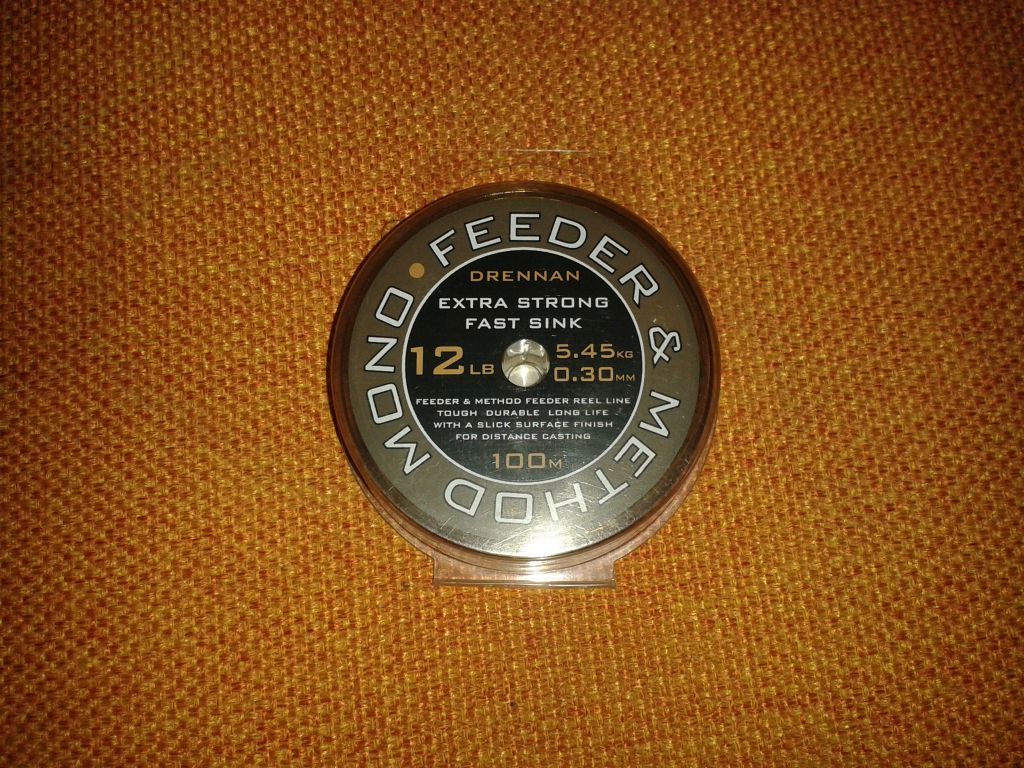 FEEDER & METHOD MONO
DRENNAN
EXTRA STRONG
FAST SINK
12LB
5.45KG
0.30MM
FEEDER & METHOD FEEDER REEL LINE
TOUGH DURABLE LONG LIFE
WITH A SLICK SURFACE FINISH
FOR DISTANCE CASTING
100M